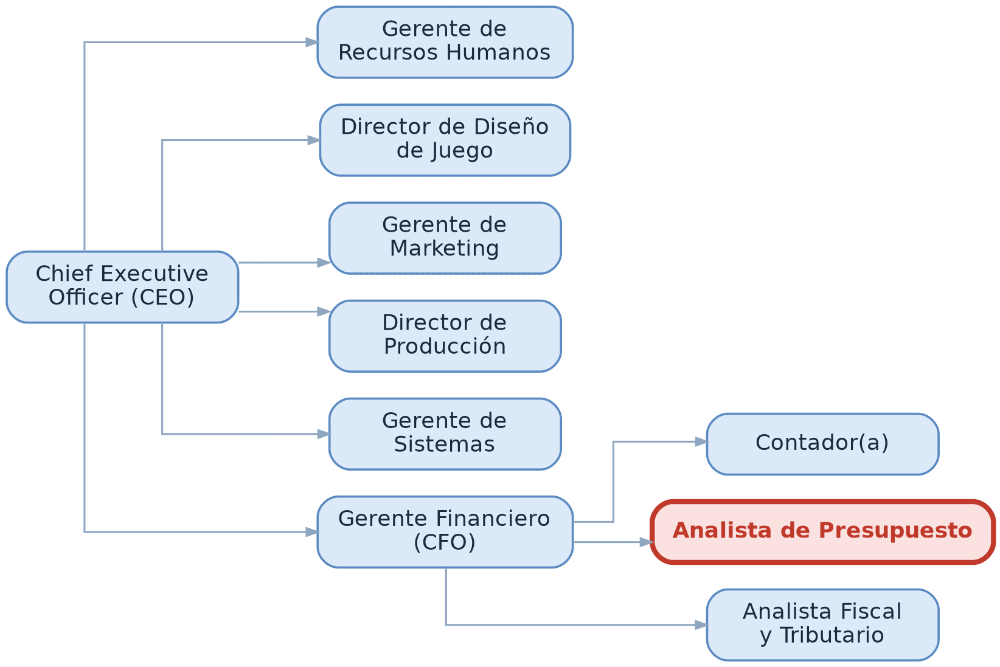 Gerente de
Recursos Humanos
Director de Diseño
de Juego
Gerente de
Marketing
Chief Executive
Officer (CEO)
Director de
Producción
Gerente de
Sistemas
Contador(a)
Gerente Financiero
(CFO)
Analista de Presupuesto
Analista Fiscal
y Tributario